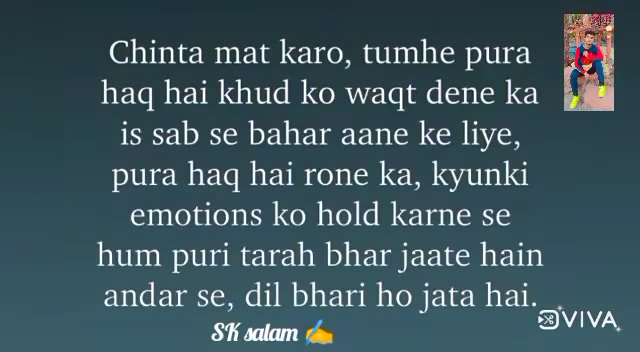 Chinta mat karo, tumhe pura
haq hai khud ko waqt dene ka
is sab se bahar aane ke liye,
pura haq hai rone ka, kyunki
emotions ko hold karne se
hum puri tarah bhar jaate hain
andar se, dil bhari ho jata hai.
SK salam ✍️
VIVA